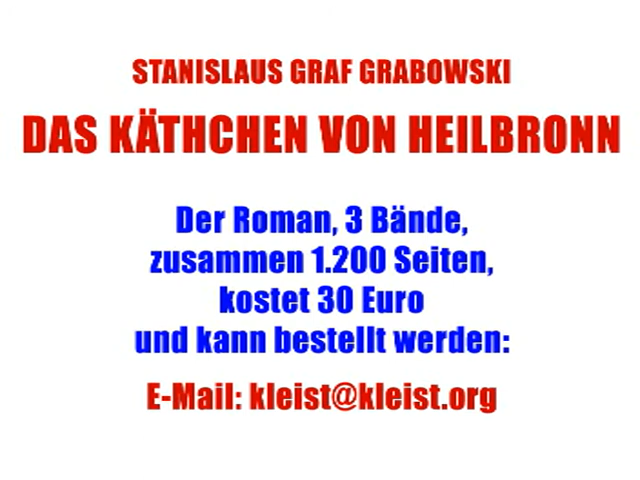 STANISLAUS GRAF GRABOWSKI
DAS KÄTHCHEN VON HEILBRONN
Der Roman, 3 Bände,
zusammen 1.200 Seiten,
kostet 30 Euro
und kann bestellt werden:
E-Mail: kleist@kleist.org